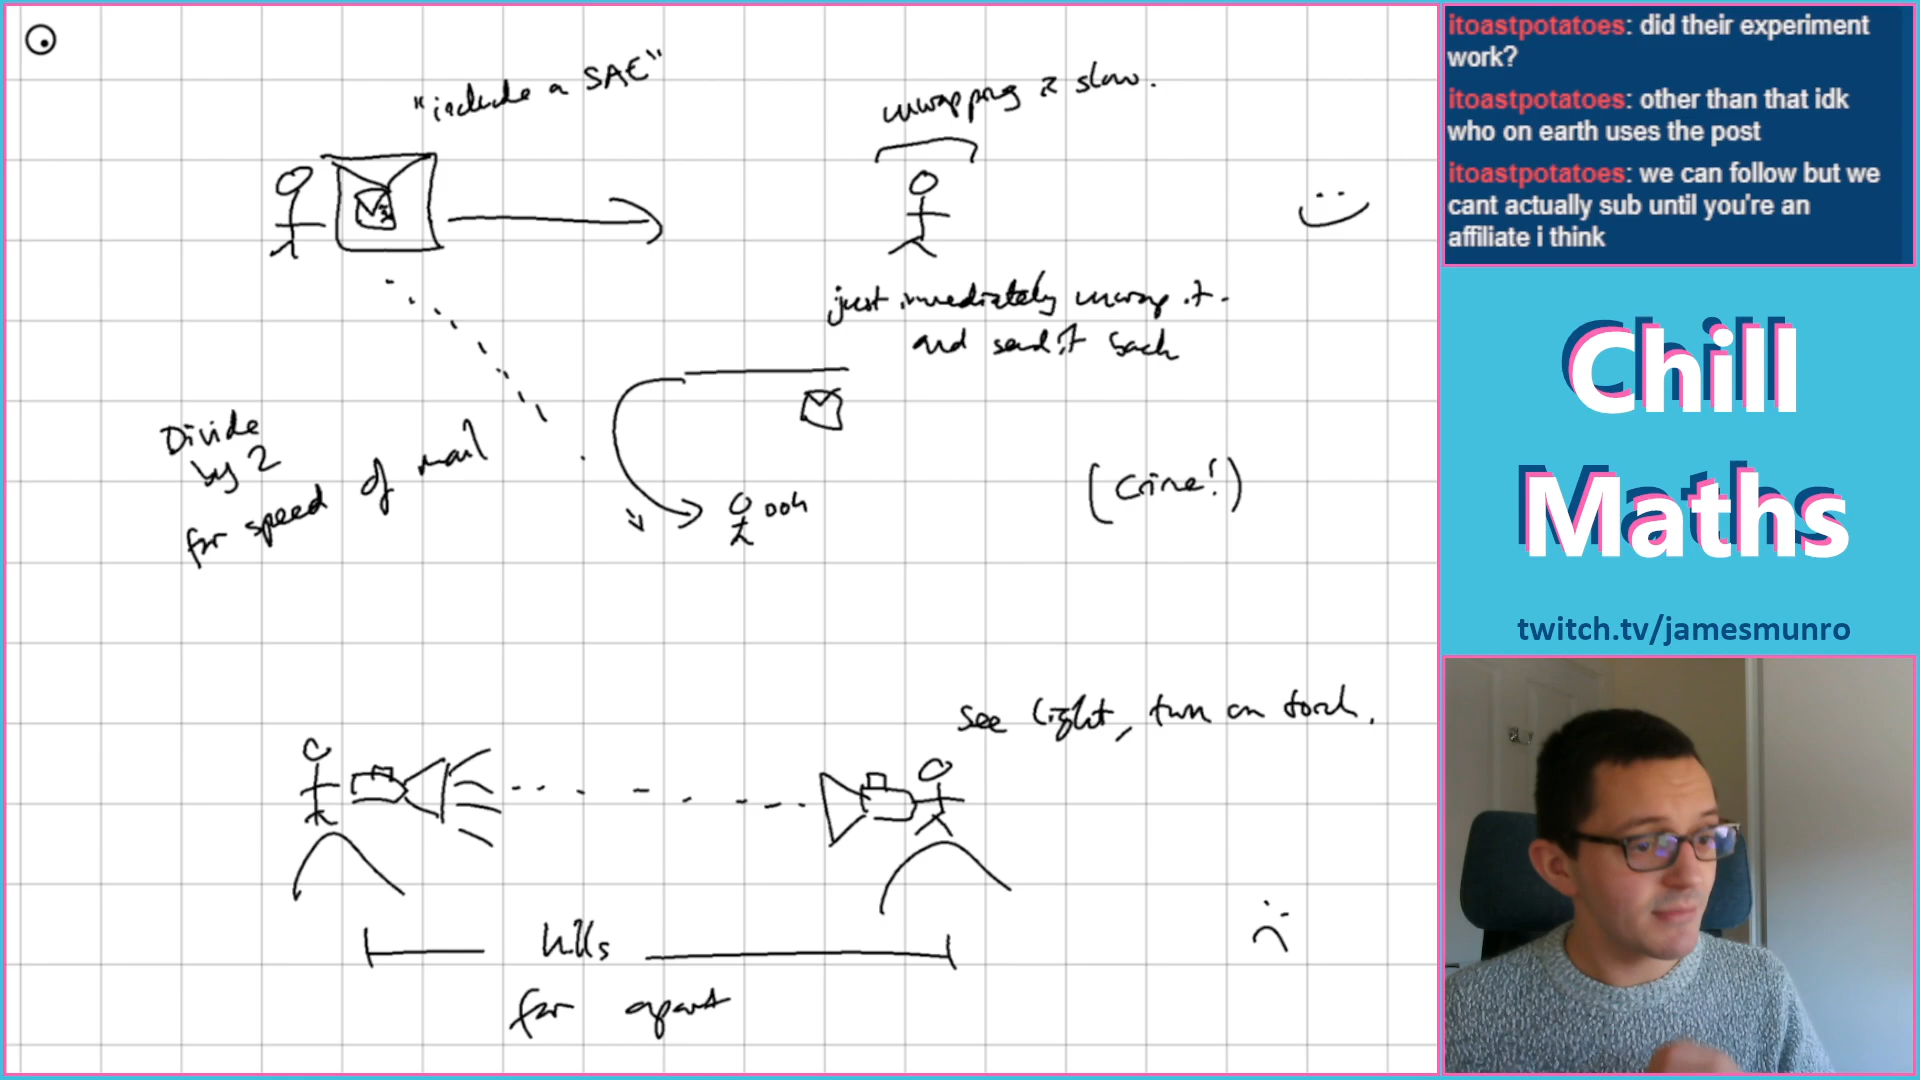 "include a SAE"
unwrapping is slow.
just immediately unwrap it.
and send it back
Divide
by 2
for speed of mail
ooh
(Crime!)
see light, turn on torch.
hills
far apart
itoastpotatoes: did their experiment
work?
itoastpotatoes: other than that idk
who on earth uses the post
itoastpotatoes: we can follow but we
cant actually sub until you're an
affiliate i think
Chill
Maths
twitch.tv/jamesmunro